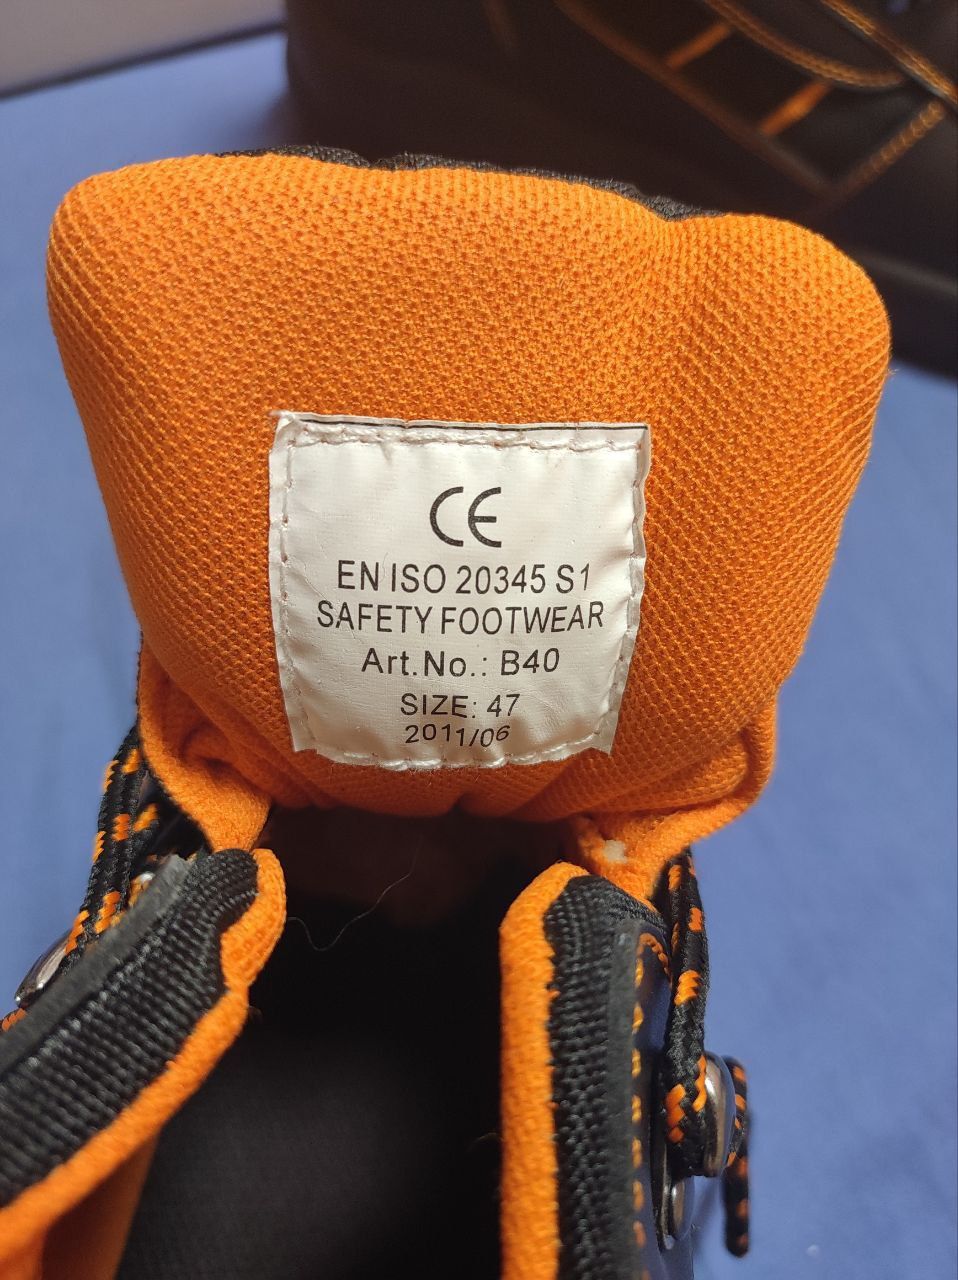 CE
EN ISO 20345 S1
SAFETY FOOTWEAR
Art.No.: B40
SIZE: 47
2011/06